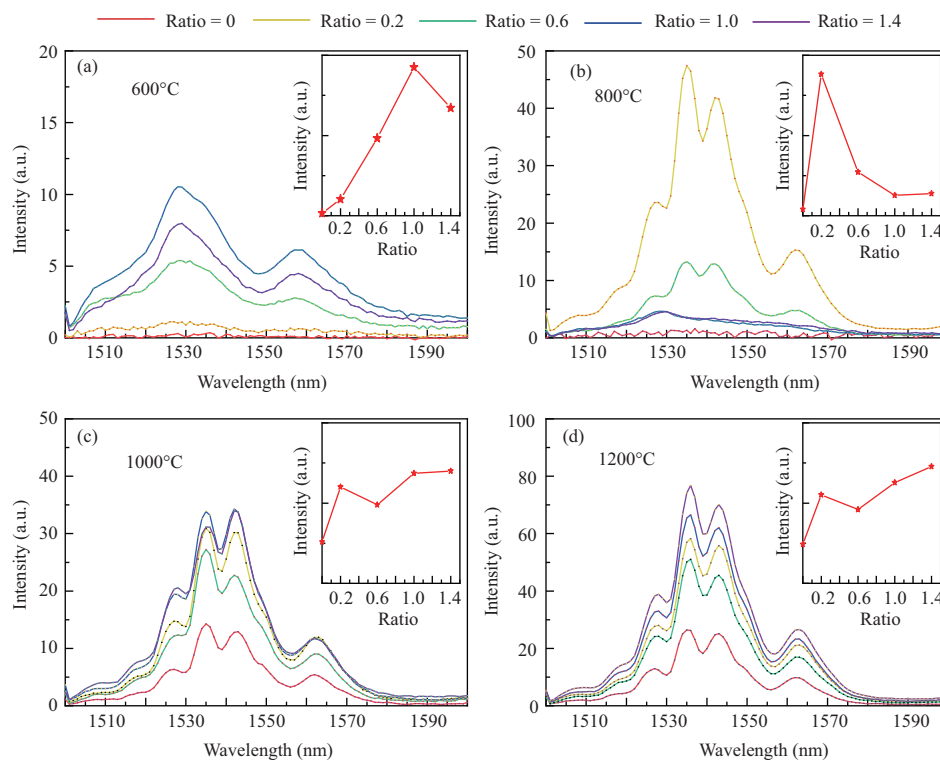 Ratio = 0 Ratio = 0.2 Ratio = 0.6 Ratio = 1.0 Ratio = 1.4
(a)
600°C
20
15
10
5
0
Intensity (a.u.)
1510 1530 1550 1570 1590
Wavelength (nm)
Intensity (a.u.)
0.2 0.6 1.0 1.4
Ratio
(b)
800°C
50
40
30
20
10
0
Intensity (a.u.)
1510 1530 1550 1570 1590
Wavelength (nm)
Intensity (a.u.)
0.2 0.6 1.0 1.4
Ratio
(c)
1000°C
50
40
30
20
10
0
Intensity (a.u.)
1510 1530 1550 1570 1590
Wavelength (nm)
Intensity (a.u.)
0.2 0.6 1.0 1.4
Ratio
(d)
1200°C
100
80
60
40
20
0
Intensity (a.u.)
1510 1530 1550 1570 1590
Wavelength (nm)
Intensity (a.u.)
0.2 0.6 1.0 1.4
Ratio